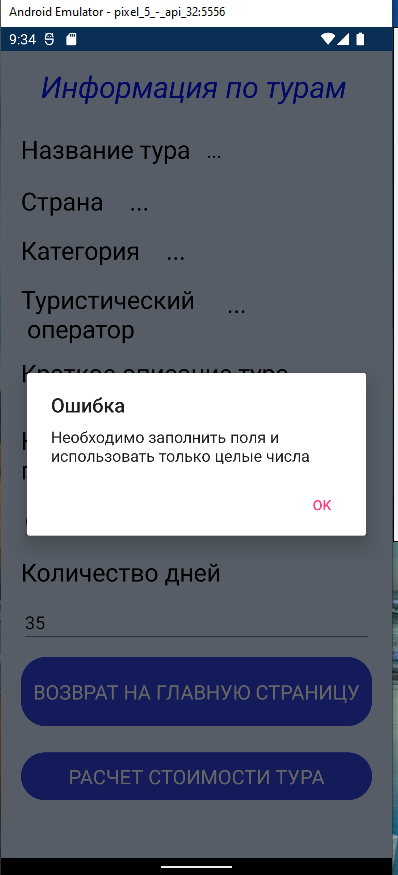 Android Emulator - pixel_5_-_api_32:5556
9:34
Информация по турам
Название тура ...
Страна ...
Категория ...
Туристический ...
оператор
Краткое описание тура
Ошибка
Необходимо заполнить поля и
использовать только целые числа
OK
Количество дней
35
ВОЗВРАТ НА ГЛАВНУЮ СТРАНИЦУ
РАСЧЕТ СТОИМОСТИ ТУРА